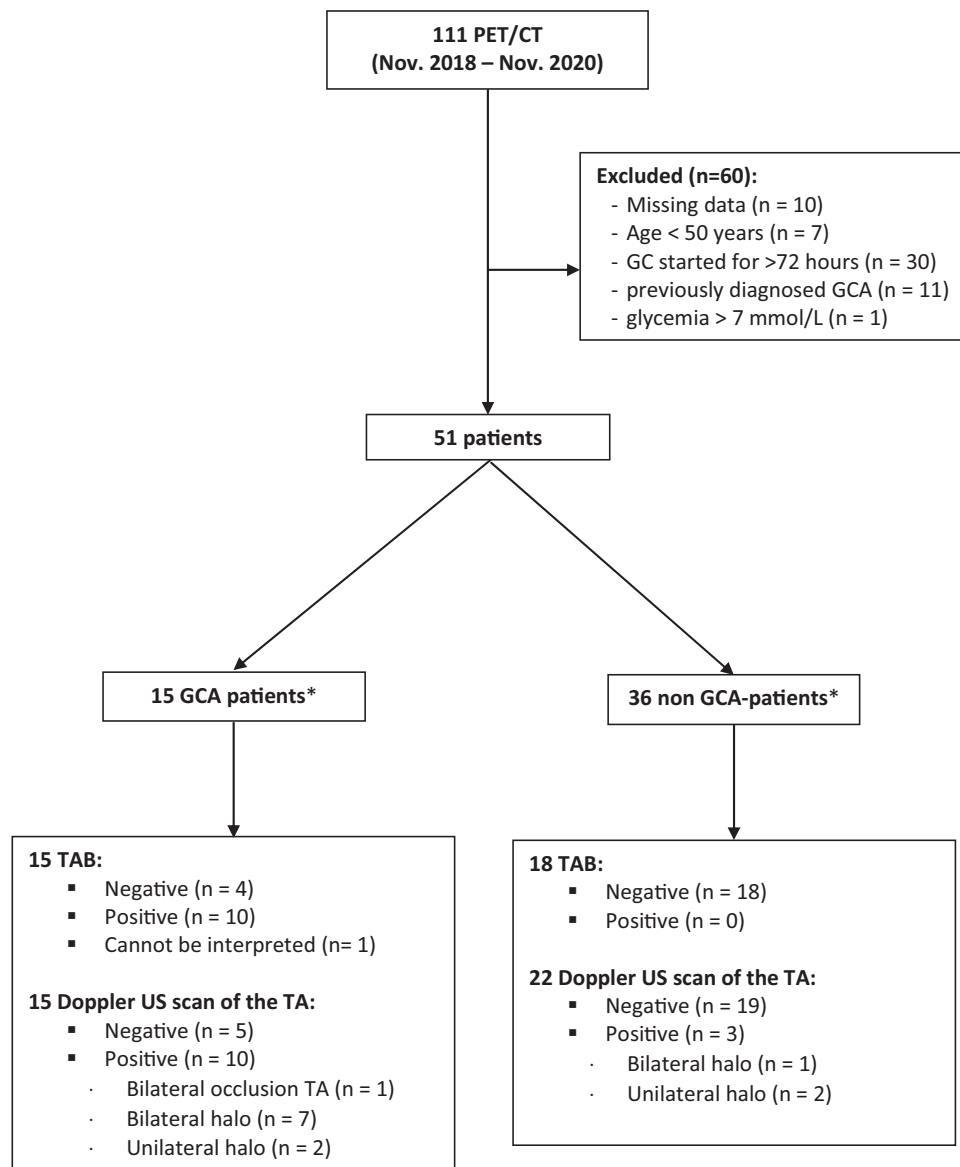 111 PET/CT
(Nov. 2018 – Nov. 2020)
Excluded (n=60):
- Missing data (n = 10)
- Age < 50 years (n = 7)
- GC started for >72 hours (n = 30)
- previously diagnosed GCA (n = 11)
- glycemia > 7 mmol/L (n = 1)
51 patients
15 GCA patients*
36 non GCA-patients*
15 TAB:
▪ Negative (n = 4)
▪ Positive (n = 10)
▪ Cannot be interpreted (n= 1)
15 Doppler US scan of the TA:
▪ Negative (n = 5)
▪ Positive (n = 10)
· Bilateral occlusion TA (n = 1)
· Bilateral halo (n = 7)
· Unilateral halo (n = 2)
18 TAB:
▪ Negative (n = 18)
▪ Positive (n = 0)
22 Doppler US scan of the TA:
▪ Negative (n = 19)
▪ Positive (n = 3)
· Bilateral halo (n = 1)
· Unilateral halo (n = 2)